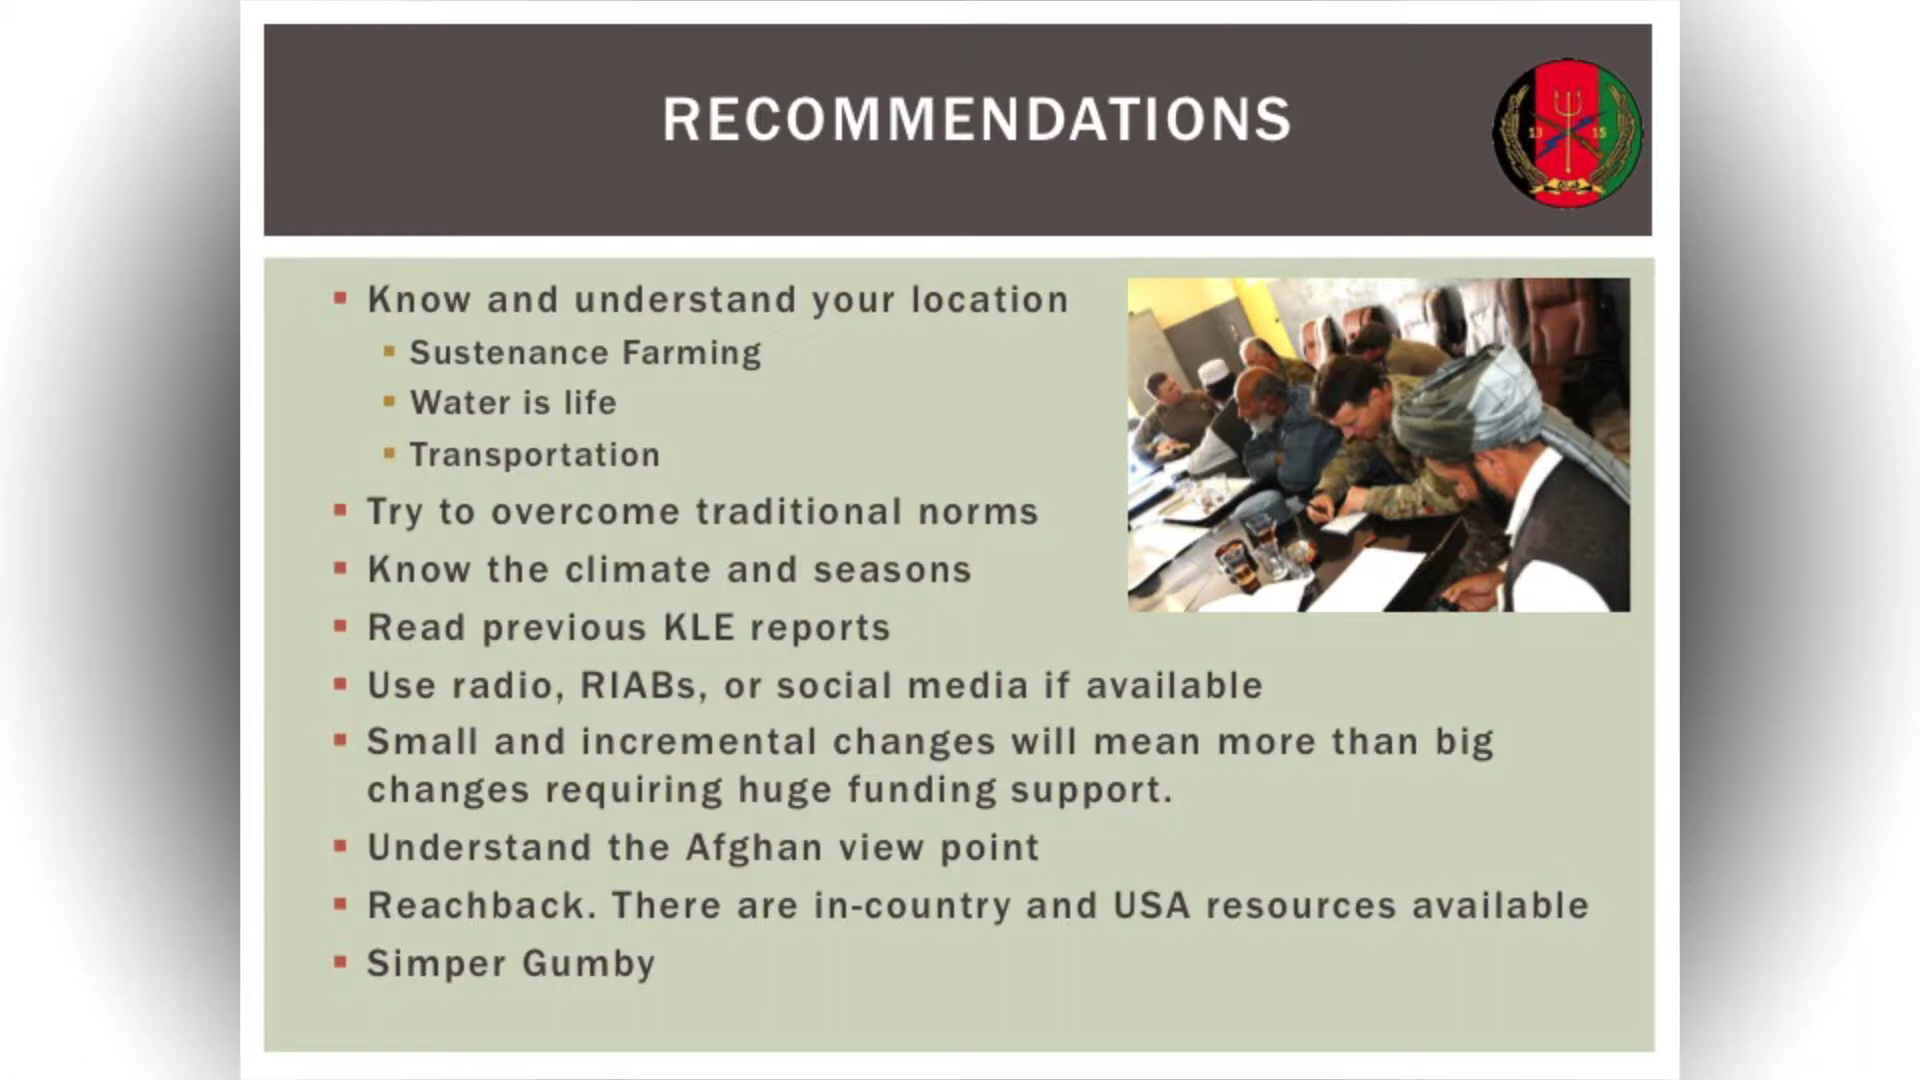 RECOMMENDATIONS
13 15
Know and understand your location
Sustenance Farming
Water is life
Transportation
Try to overcome traditional norms
Know the climate and seasons
Read previous KLE reports
Use radio, RIABs, or social media if available
Small and incremental changes will mean more than big
changes requiring huge funding support.
Understand the Afghan view point
Reachback. There are in-country and USA resources available
Simper Gumby